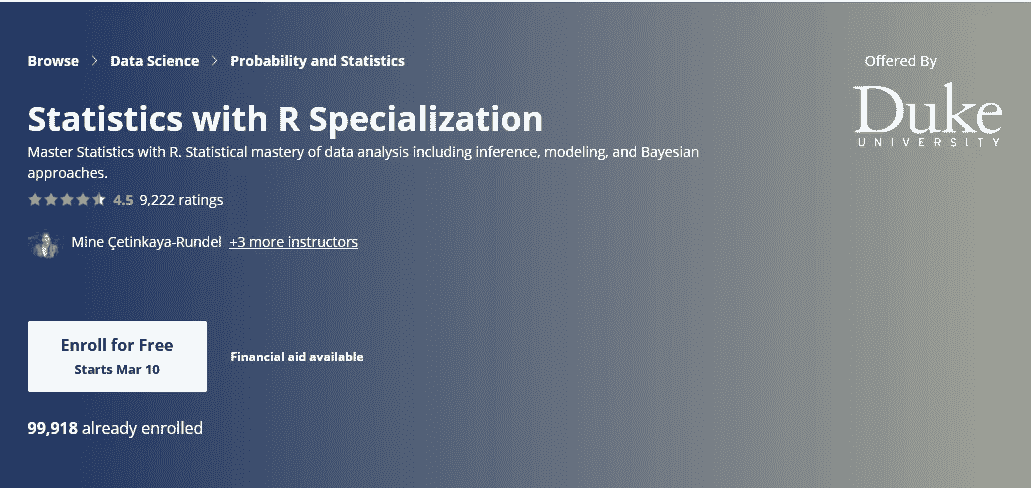 Browse > Data Science > Probability and Statistics
Offered By
Duke
UNIVERSITY
Statistics with R Specialization
Master Statistics with R. Statistical mastery of data analysis including inference, modeling, and Bayesian
approaches.
4.5 9,222 ratings
Mine Çetinkaya-Rundel +3 more instructors
Enroll for Free
Starts Mar 10
Financial aid available
99,918 already enrolled